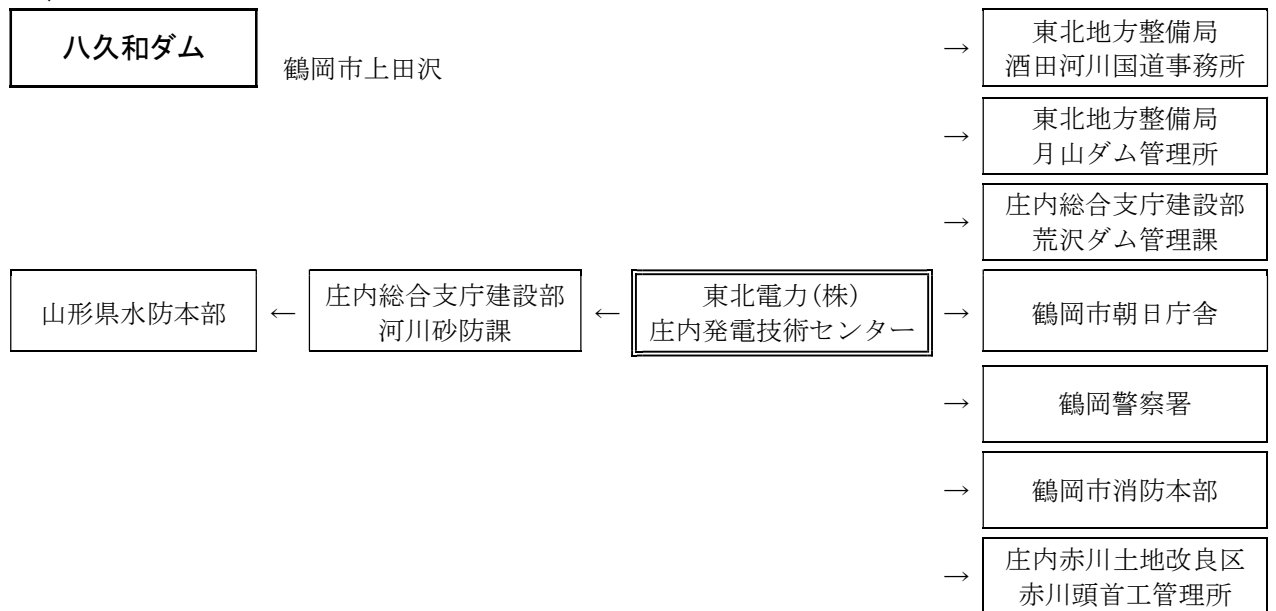 八久和ダム
鶴岡市上田沢
→
東北地方整備局
酒田河川国道事務所
→
東北地方整備局
月山ダム管理所
→
庄内総合支庁建設部
荒沢ダム管理課
山形県水防本部
←
庄内総合支庁建設部
河川砂防課
←
東北電力(株)
庄内発電技術センター
→
鶴岡市朝日庁舎
→
鶴岡警察署
→
鶴岡市消防本部
→
庄内赤川土地改良区
赤川頭首工管理所